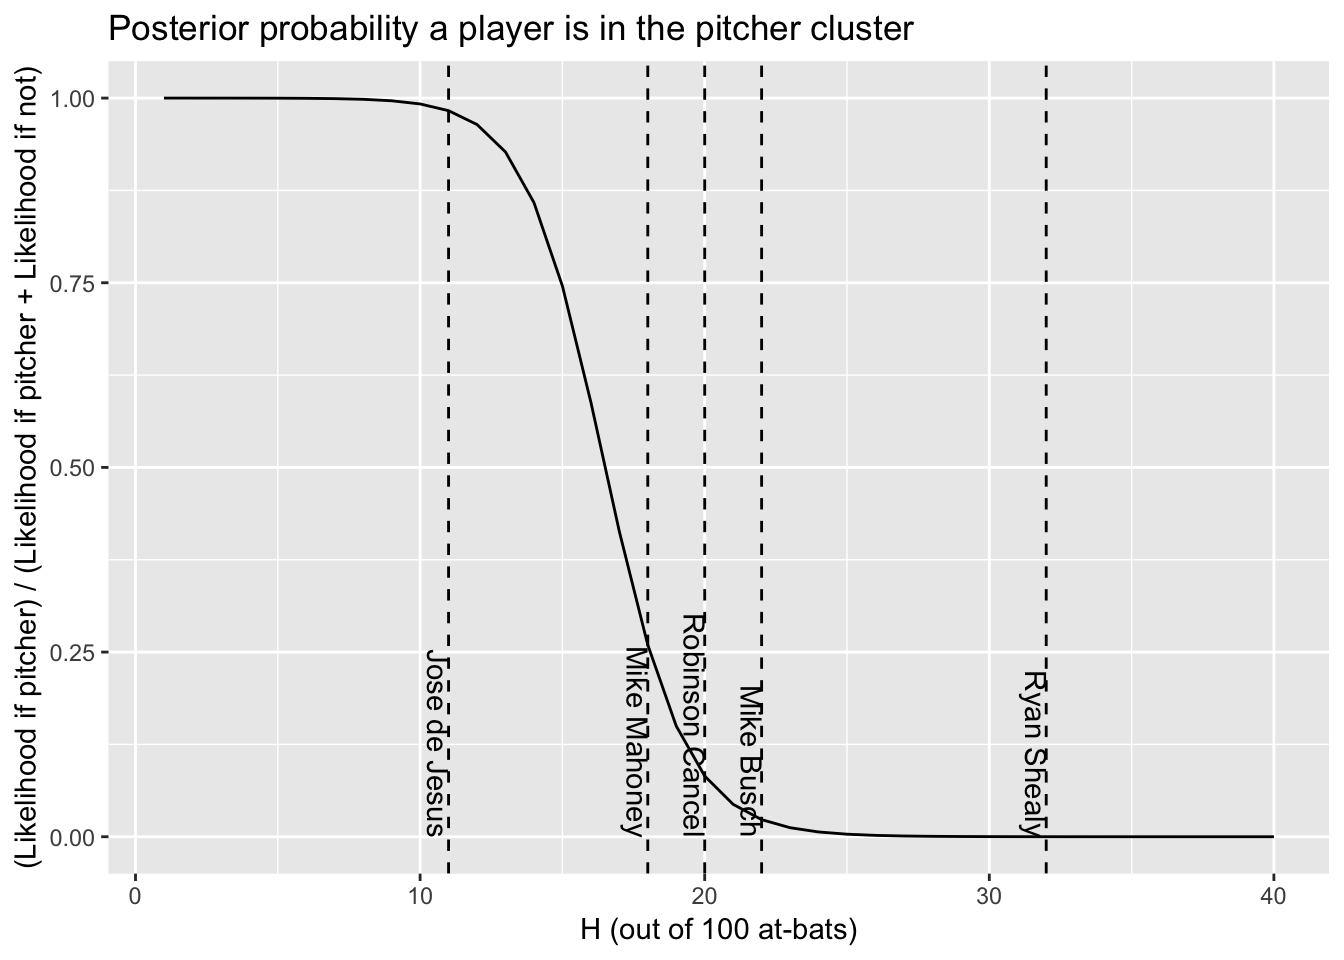 Posterior probability a player is in the pitcher cluster
(Likelihood if pitcher) / (Likelihood if pitcher + Likelihood if not)
1.00
0.75
0.50
0.25
0.00
Jose de Jesus
Mike Mahoney
Robinson Cancel
Mike Busch
Ryan Shealy
0
10
20
30
40
H (out of 100 at-bats)